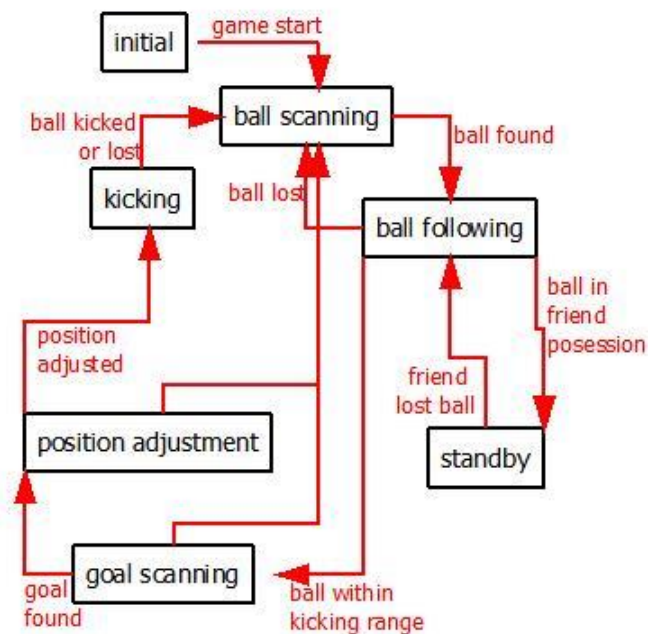 game start
initial
ball scanning
ball kicked
or lost
ball found
kicking
ball lost
ball following
ball in
friend
posession
position
adjusted
friend
lost ball
position adjustment
standby
goal scanning
goal
found
ball within
kicking range